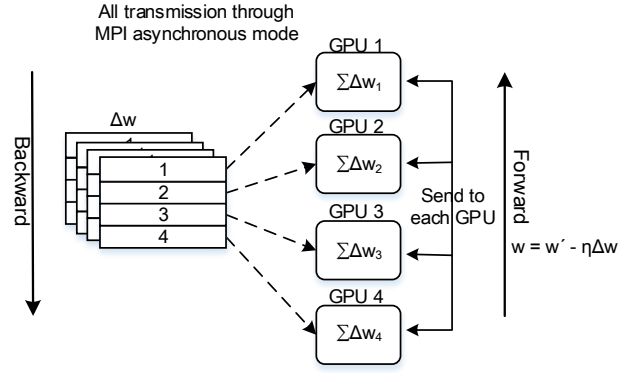 All transmission through
MPI asynchronous mode
Backward
Δw
1
2
3
4
GPU 1
∑Δw₁
GPU 2
∑Δw₂
GPU 3
∑Δw₃
GPU 4
∑Δw₄
Send to
each GPU
Forward
w = w´ - ηΔw